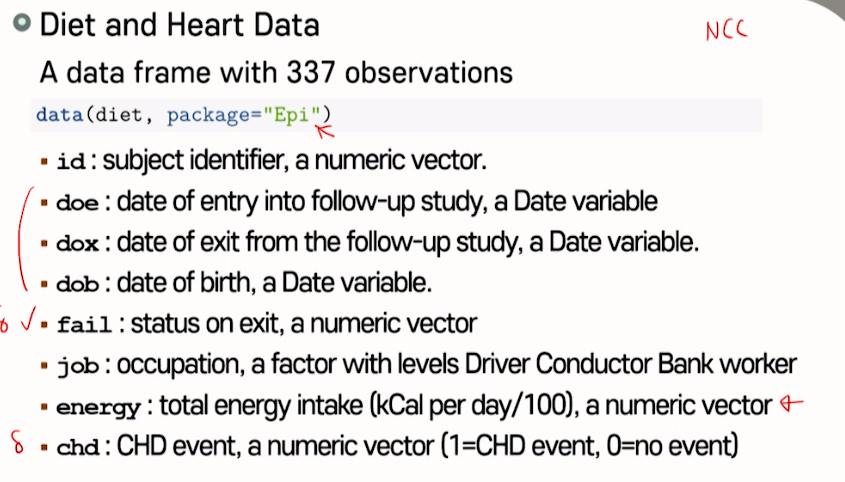 Diet and Heart Data
NCC
A data frame with 337 observations
data(diet, package="Epi")
▪ id : subject identifier, a numeric vector.
▪ doe : date of entry into follow-up study, a Date variable
▪ dox : date of exit from the follow-up study, a Date variable.
▪ dob : date of birth, a Date variable.
▪ fail : status on exit, a numeric vector
▪ job : occupation, a factor with levels Driver Conductor Bank worker
▪ energy : total energy intake (kCal per day/100), a numeric vector
δ ▪ chd : CHD event, a numeric vector (1=CHD event, 0=no event)